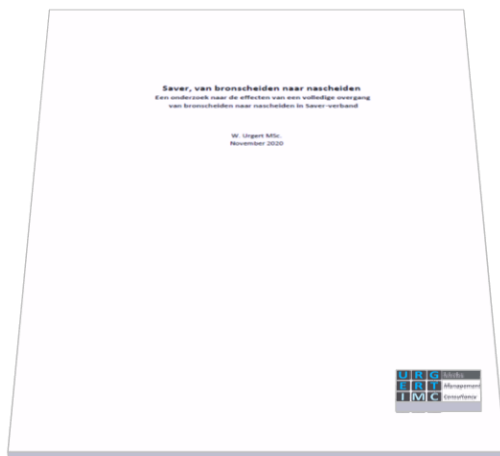 Saver, van bronscheiden naar nascheiden
Een onderzoek naar de effecten van een volledige overgang
van bronscheiden naar nascheiden in Saver-verband
W. Urgert MSc.
November 2020
U R G
E R T Management
I M C Consultancy